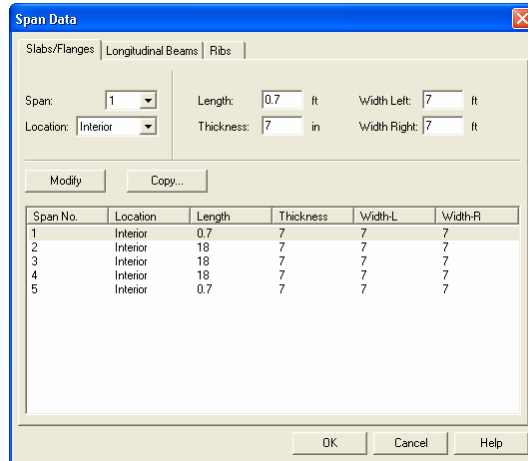 Span Data
Slabs/Flanges Longitudinal Beams Ribs
Span: 1 Length: 0.7 ft Width Left: 7 ft
Location: Interior Thickness: 7 in Width Right: 7 ft
Modify Copy...
Span No. Location Length Thickness Width-L Width-R
1 Interior 0.7 7 7 7
2 Interior 18 7 7 7
3 Interior 18 7 7 7
4 Interior 18 7 7 7
5 Interior 0.7 7 7 7
OK Cancel Help